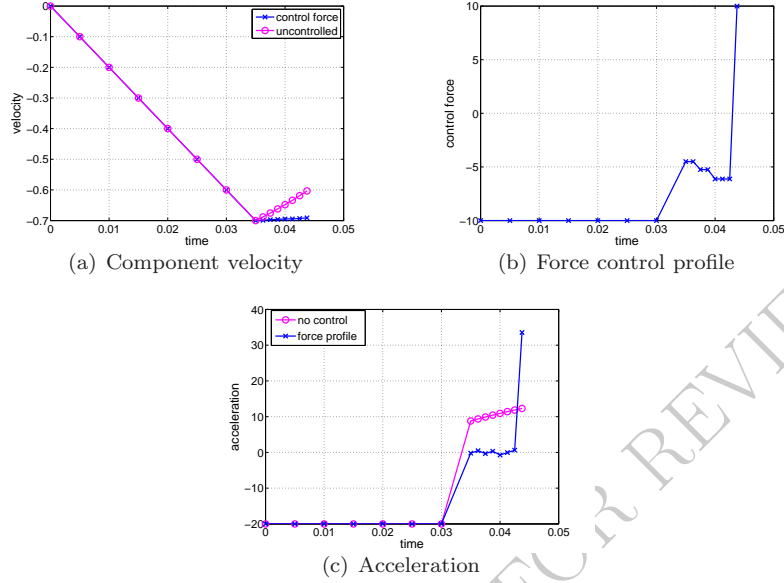 control force
uncontrolled
0
−0.1
−0.2
−0.3
−0.4
−0.5
−0.6
−0.7
velocity
0 0.01 0.02 0.03 0.04 0.05
time
(a) Component velocity
10
5
0
−5
−10
control force
0 0.01 0.02 0.03 0.04 0.05
time
(b) Force control profile
no control
force profile
40
30
20
10
0
−10
−20
acceleration
0 0.01 0.02 0.03 0.04 0.05
time
(c) Acceleration
FOR REVIE